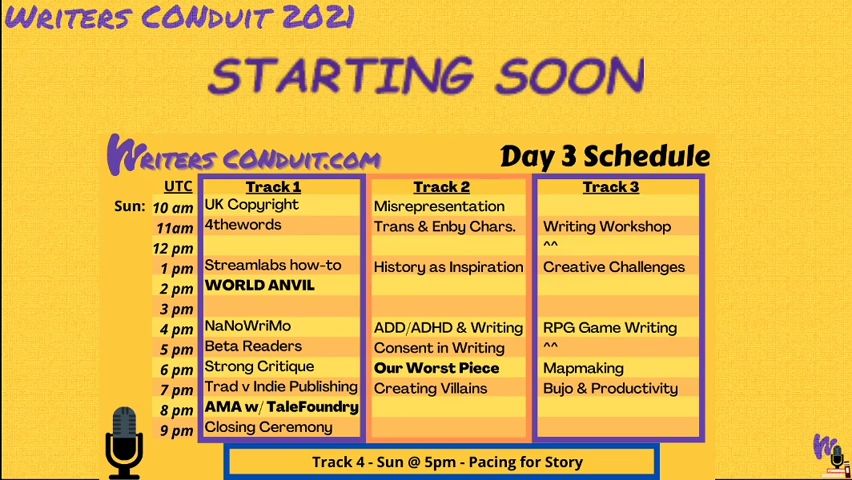 WRITERS CONDUIT 2021
STARTING SOON
WRITERS CONDUIT.COM
Day 3 Schedule
UTC Track 1 Track 2 Track 3
Sun: 10 am UK Copyright Misrepresentation
11am 4thewords Trans & Enby Chars. Writing Workshop
12 pm ^^
1 pm Streamlabs how-to History as Inspiration Creative Challenges
2 pm WORLD ANVIL
3 pm
4 pm NaNoWriMo ADD/ADHD & Writing RPG Game Writing
5 pm Beta Readers Consent in Writing ^^
6 pm Strong Critique Our Worst Piece Mapmaking
7 pm Trad v Indie Publishing Creating Villains Bujo & Productivity
8 pm AMA w/ TaleFoundry
9 pm Closing Ceremony
Track 4 - Sun @ 5pm - Pacing for Story